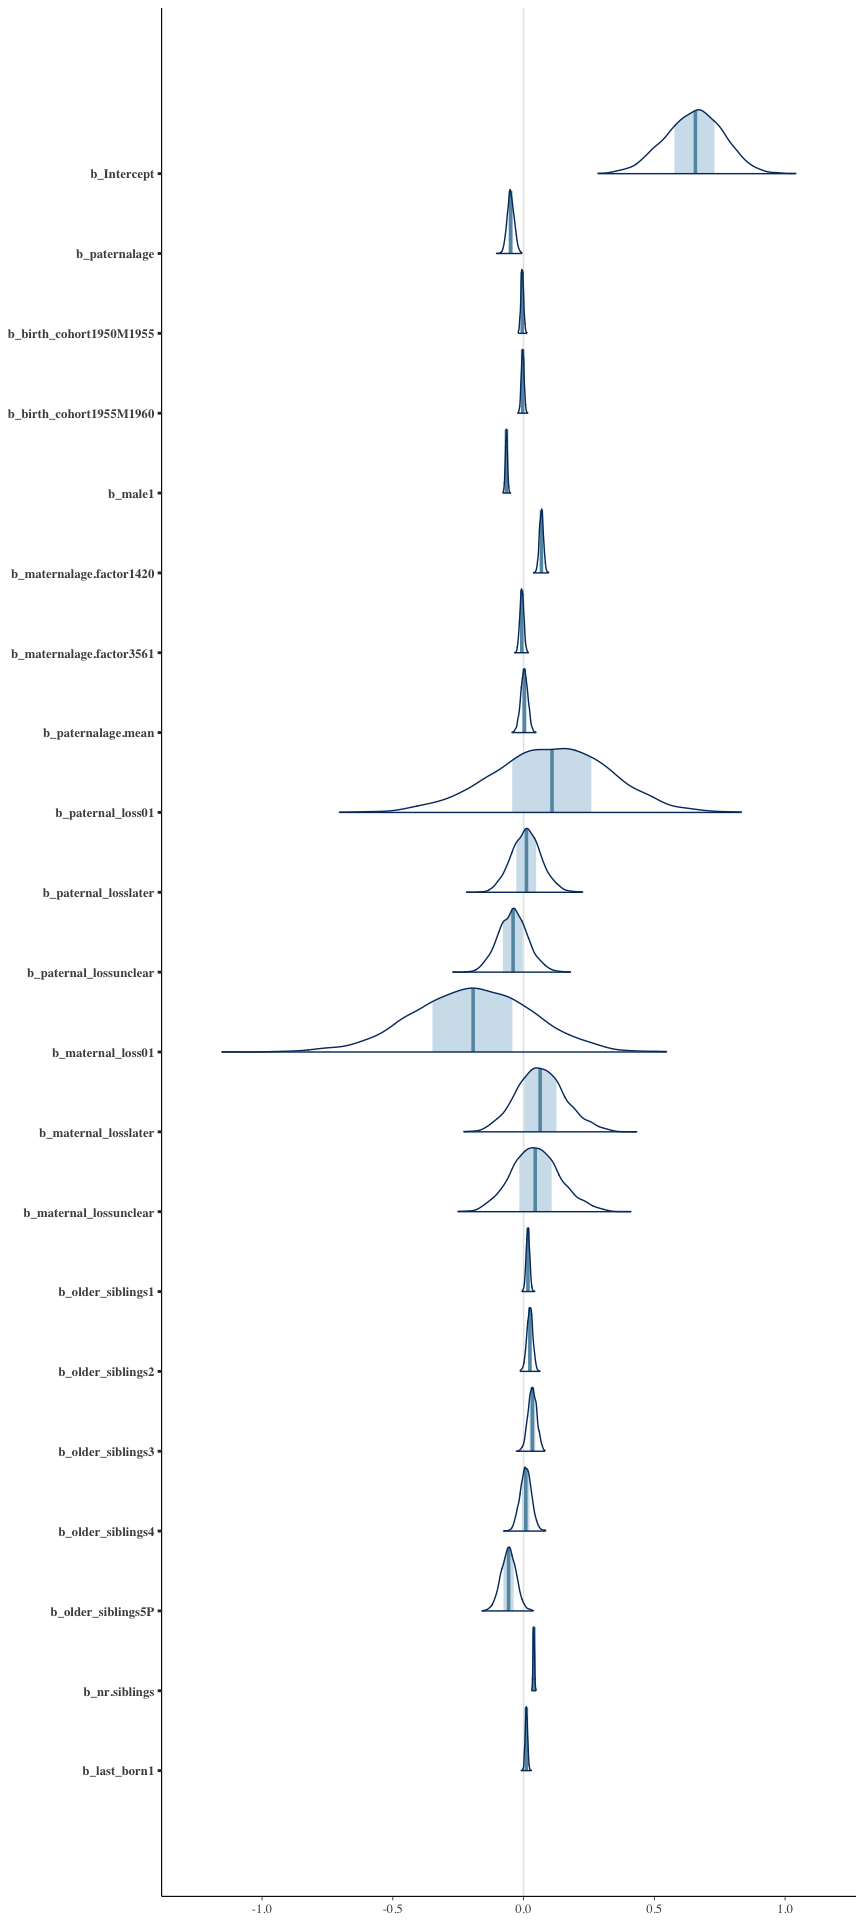 b_Intercept
b_paternalage
b_birth_cohort1950M1955
b_birth_cohort1955M1960
b_male1
b_maternalage.factor1420
b_maternalage.factor3561
b_paternalage.mean
b_paternal_loss01
b_paternal_losslater
b_paternal_lossunclear
b_maternal_loss01
b_maternal_losslater
b_maternal_lossunclear
b_older_siblings1
b_older_siblings2
b_older_siblings3
b_older_siblings4
b_older_siblings5P
b_nr.siblings
b_last_born1
-1.0 -0.5 0.0 0.5 1.0